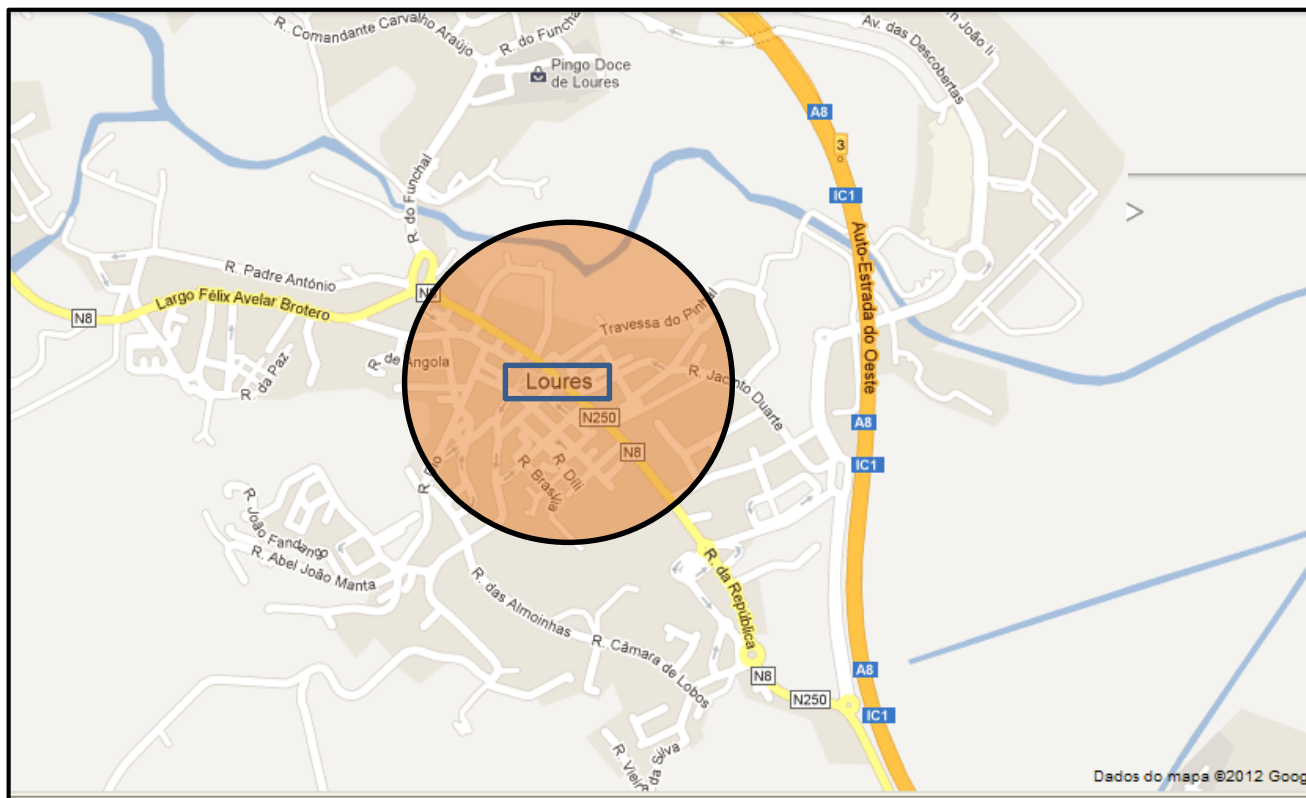 R. Comandante Carvalho Araújo
R. do Funchal
Av. das Descobertas
João II
Pingo Doce
de Loures
A8
3
IC1
R. do Funchal
Auto-Estrada do Oeste
R. Padre António
Largo Félix Avelar Brotero
N8
Travessa do Pinhal
R. da Paz
R. de Angola
Loures
R. Jacinto Duarte
N250
N8
A8
IC1
R. Díli
R. Brasília
R. João Fandango
R. Abel João Manta
R. das Almoinhas
R. da República
R. Câmara de Lobos
N8
A8
N250
IC1
da Silva
Dados do mapa ©2012 Goog